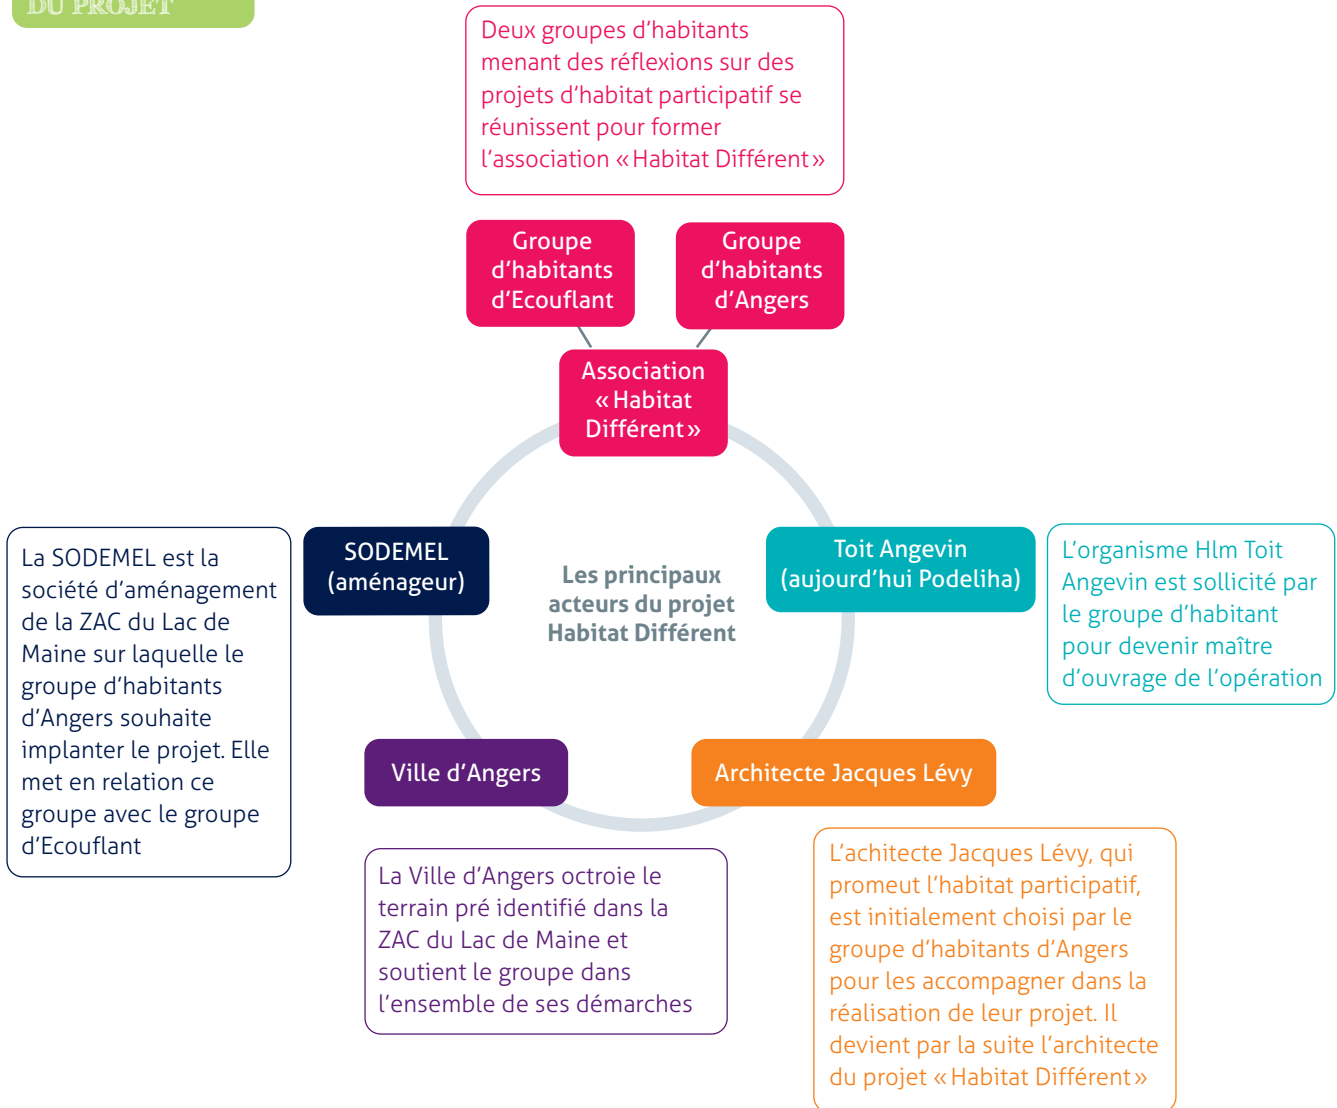 DU PROJET
Deux groupes d'habitants
menant des réflexions sur des
projets d'habitat participatif se
réunissent pour former
l'association « Habitat Différent »
Groupe
d'habitants
d'Ecouflant
Groupe
d'habitants
d'Angers
Association
« Habitat
Différent »
La SODEMEL est la
société d'aménagement
de la ZAC du Lac de
Maine sur laquelle le
groupe d'habitants
d'Angers souhaite
implanter le projet. Elle
met en relation ce
groupe avec le groupe
d'Ecouflant
SODEMEL
(aménageur)
Les principaux
acteurs du projet
Habitat Différent
Toit Angevin
(aujourd'hui Podeliha)
L'organisme Hlm Toit
Angevin est sollicité par
le groupe d'habitant
pour devenir maître
d'ouvrage de l'opération
Ville d'Angers
Architecte Jacques Lévy
La Ville d'Angers octroie le
terrain pré identifié dans la
ZAC du Lac de Maine et
soutient le groupe dans
l'ensemble de ses démarches
L'achitecte Jacques Lévy, qui
promeut l'habitat participatif,
est initialement choisi par le
groupe d'habitants d'Angers
pour les accompagner dans la
réalisation de leur projet. Il
devient par la suite l'architecte
du projet « Habitat Différent »